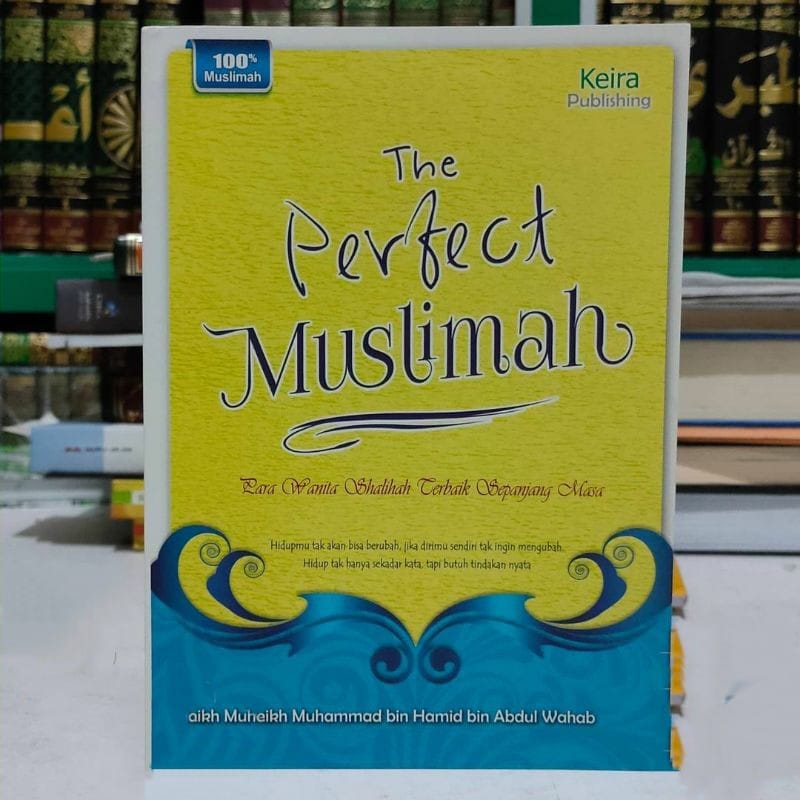 100%
Muslimah
Keira
Publishing
The
Perfect
Muslimah
Para Wanita Shalihah Terbaik Sepanjang Masa
Hidupmu tak akan bisa berubah, jika dirimu sendiri tak ingin mengubah.
Hidup tak hanya sekadar kata, tapi butuh tindakan nyata
aikh Muheikh Muhammad bin Hamid bin Abdul Wahab
القرآن